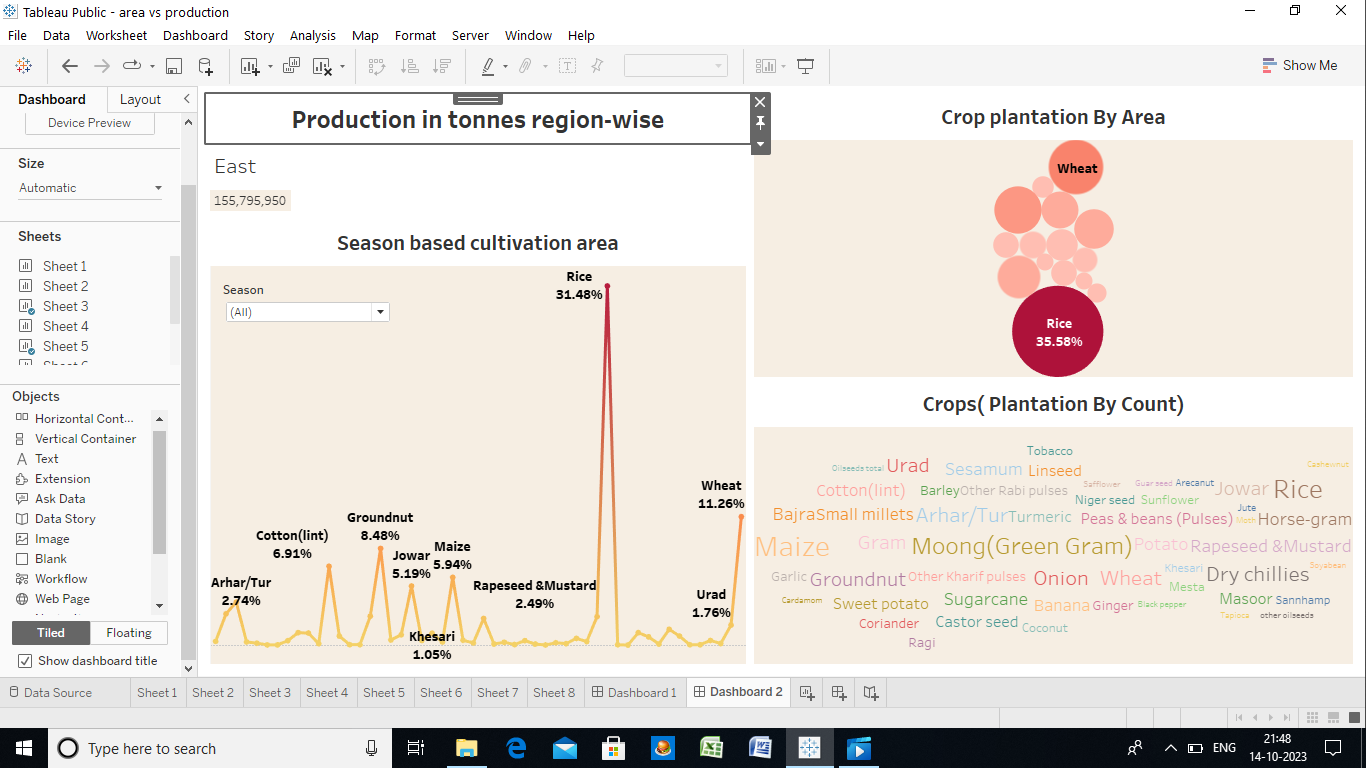 Tableau Public - area vs production
File Data Worksheet Dashboard Story Analysis Map Format Server Window Help
Show Me
Dashboard Layout
Device Preview
Size
Automatic
Sheets
Sheet 1
Sheet 2
Sheet 3
Sheet 4
Sheet 5
Objects
Horizontal Cont...
Vertical Container
Text
Extension
Ask Data
Data Story
Image
Blank
Workflow
Web Page
Tiled Floating
Show dashboard title
Production in tonnes region-wise
East
155,795,950
Season based cultivation area
Season
(All)
Rice
31.48%
Wheat
11.26%
Groundnut
8.48%
Cotton(lint)
6.91%
Jowar
5.19%
Maize
5.94%
Arhar/Tur
2.74%
Rapeseed &Mustard
2.49%
Urad
1.76%
Khesari
1.05%
Crop plantation By Area
Wheat
Rice
35.58%
Crops( Plantation By Count)
Tobacco
Oilseeds total Urad Sesamum Linseed Cashewnut
Cotton(lint) Barley Other Rabi pulses Safflower Guar seed Arecanut Jowar Rice
Niger seed Sunflower
Bajra Small millets Arhar/Tur Turmeric Peas & beans (Pulses) Jute Moth Horse-gram
Maize Gram Moong(Green Gram) Potato Rapeseed &Mustard
Garlic Groundnut Other Kharif pulses Onion Wheat Khesari Mesta Dry chillies Soyabean
Cardamom Sweet potato Sugarcane Banana Ginger Black pepper Masoor Sannhamp
Coriander Castor seed Coconut Tapioca other oilseeds
Ragi
Data Source Sheet 1 Sheet 2 Sheet 3 Sheet 4 Sheet 5 Sheet 6 Sheet 7 Sheet 8 Dashboard 1 Dashboard 2
Type here to search
ENG
21:48
14-10-2023